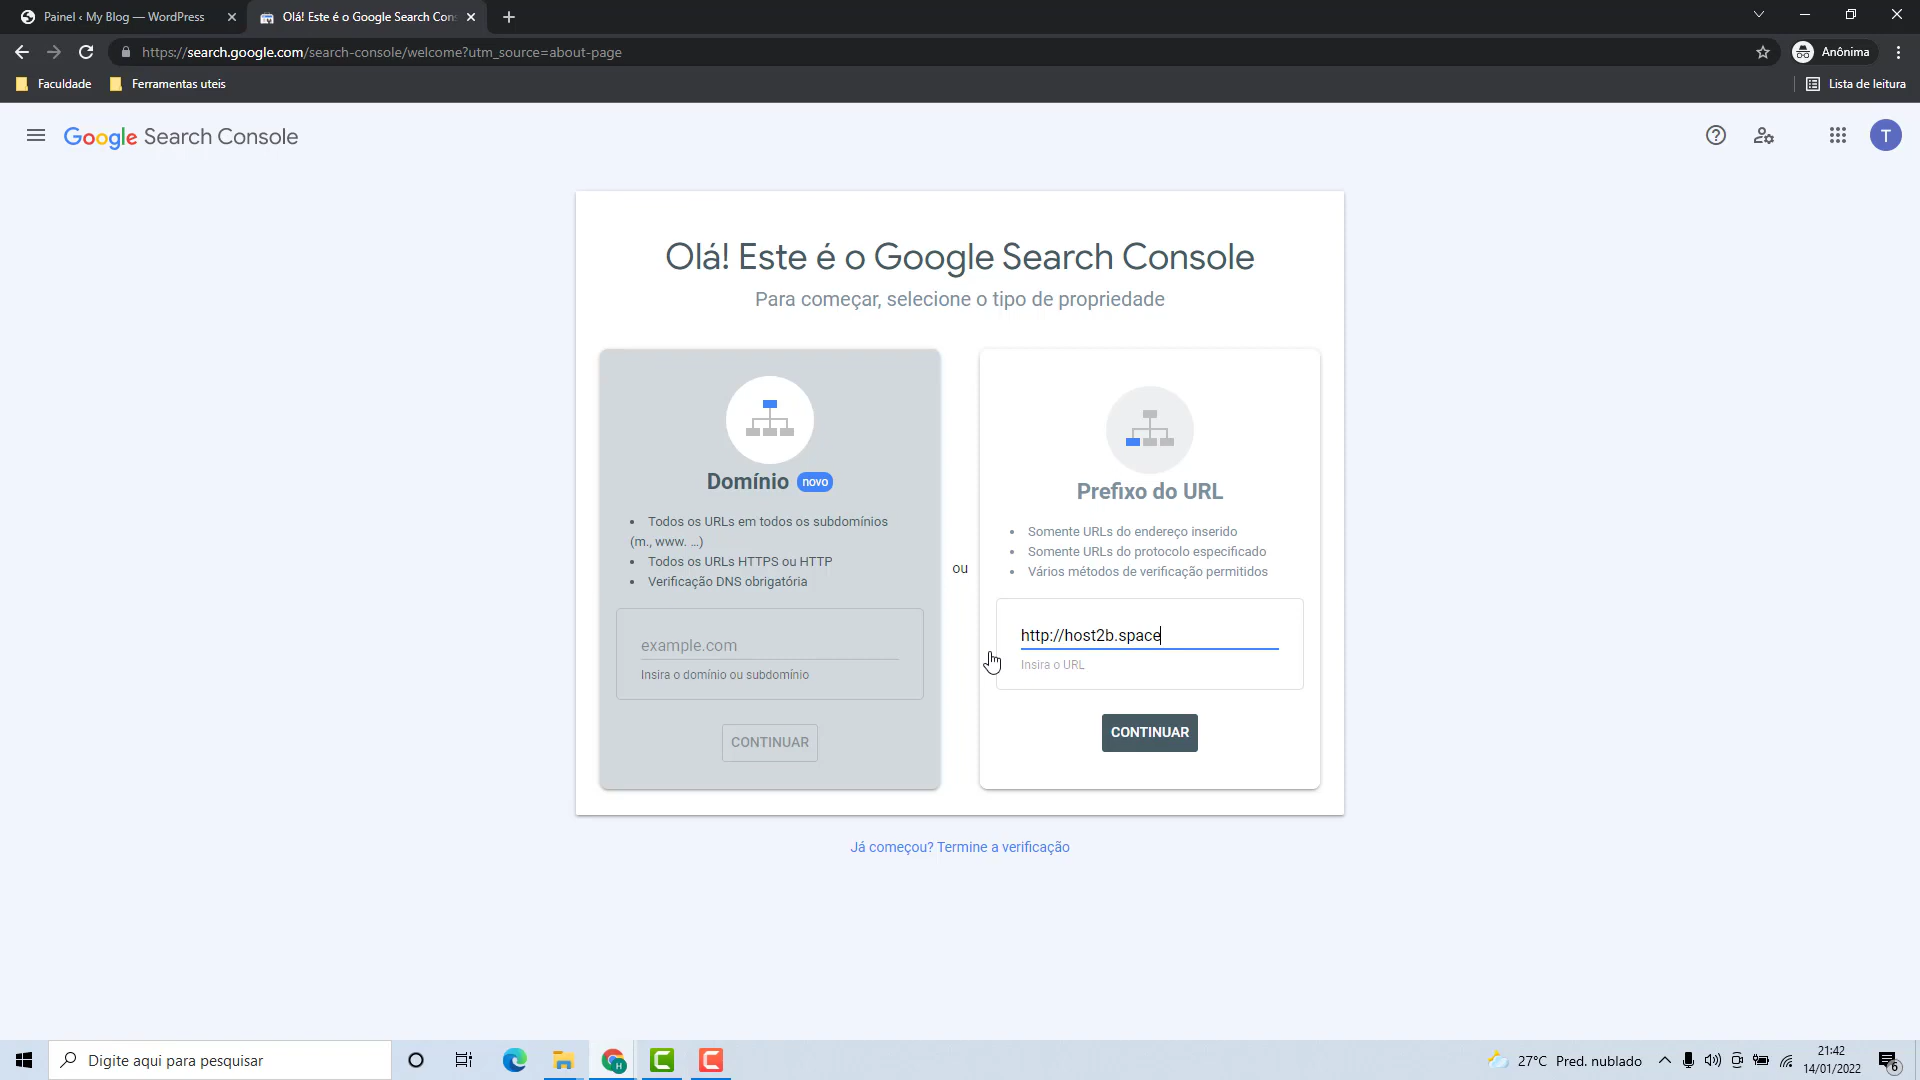 Painel ‹ My Blog — WordPress
Olá! Este é o Google Search Con
https://search.google.com/search-console/welcome?utm_source=about-page
Anônima
Faculdade
Ferramentas uteis
Lista de leitura
Google Search Console
T
Olá! Este é o Google Search Console
Para começar, selecione o tipo de propriedade
Domínio novo
• Todos os URLs em todos os subdomínios
(m., www. ...)
• Todos os URLs HTTPS ou HTTP
• Verificação DNS obrigatória
example.com
Insira o domínio ou subdomínio
CONTINUAR
ou
Prefixo do URL
• Somente URLs do endereço inserido
• Somente URLs do protocolo especificado
• Vários métodos de verificação permitidos
http://host2b.space
Insira o URL
CONTINUAR
Já começou? Termine a verificação
Digite aqui para pesquisar
H
27°C Pred. nublado
21:42
14/01/2022
6